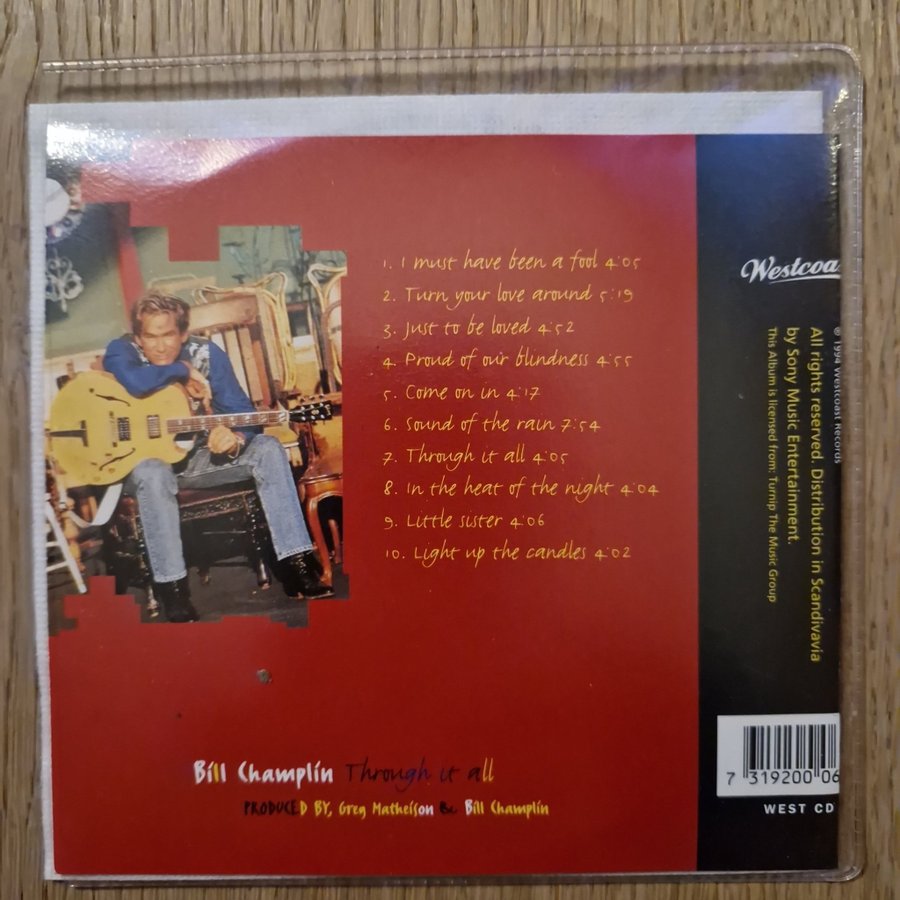 1. I must have been a fool 4:05
2. Turn your love around 5:19
3. Just to be loved 4:52
4. Proud of our blindness 4:55
5. Come on in 4:17
6. Sound of the rain 7:54
7. Through it all 4:05
8. In the heat of the night 4:04
9. Little sister 4:06
10. Light up the candles 4:02
Bill Champlin Through it all
PRODUCED BY, Greg Matheison & Bill Champlin
Westcoa
℗ 1994 Westcoast Records
All rights reserved. Distribution in Scandivavia
by Sony Music Entertainment.
This Album is licensed from: Turnip The Music Group
7 319200 06
WEST CD